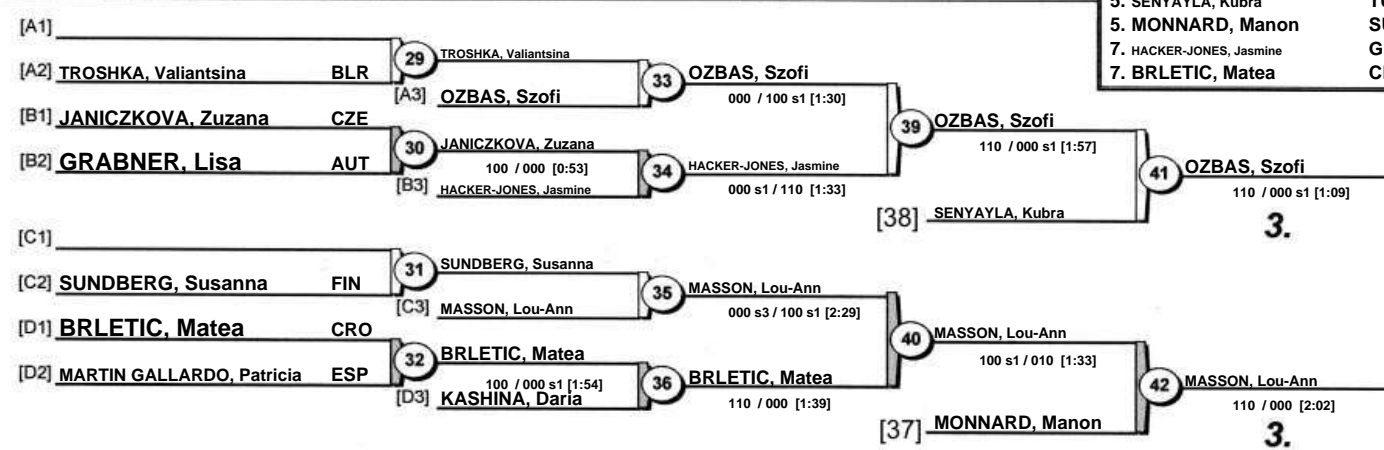 5. SENYAYLA, Kubra
5. MONNARD, Manon
7. HACKER-JONES, Jasmine
7. BRLETIC, Matea
[A1]
[A2] TROSHKA, Valiantsina BLR
29
TROSHKA, Valiantsina
[A3] OZBAS, Szofi
33
OZBAS, Szofi
000 / 100 s1 [1:30]
[B1] JANICZKOVA, Zuzana CZE
[B2] GRABNER, Lisa AUT
30
JANICZKOVA, Zuzana
100 / 000 [0:53]
[B3] HACKER-JONES, Jasmine
34
HACKER-JONES, Jasmine
000 s1 / 110 [1:33]
39
OZBAS, Szofi
110 / 000 s1 [1:57]
[38] SENYAYLA, Kubra
41
OZBAS, Szofi
110 / 000 s1 [1:09]
3.
[C1]
[C2] SUNDBERG, Susanna FIN
31
SUNDBERG, Susanna
[C3] MASSON, Lou-Ann
35
MASSON, Lou-Ann
000 s3 / 100 s1 [2:29]
[D1] BRLETIC, Matea CRO
[D2] MARTIN GALLARDO, Patricia ESP
32
BRLETIC, Matea
100 / 000 s1 [1:54]
[D3] KASHINA, Daria
36
BRLETIC, Matea
110 / 000 [1:39]
40
MASSON, Lou-Ann
100 s1 / 010 [1:33]
[37] MONNARD, Manon
42
MASSON, Lou-Ann
110 / 000 [2:02]
3.